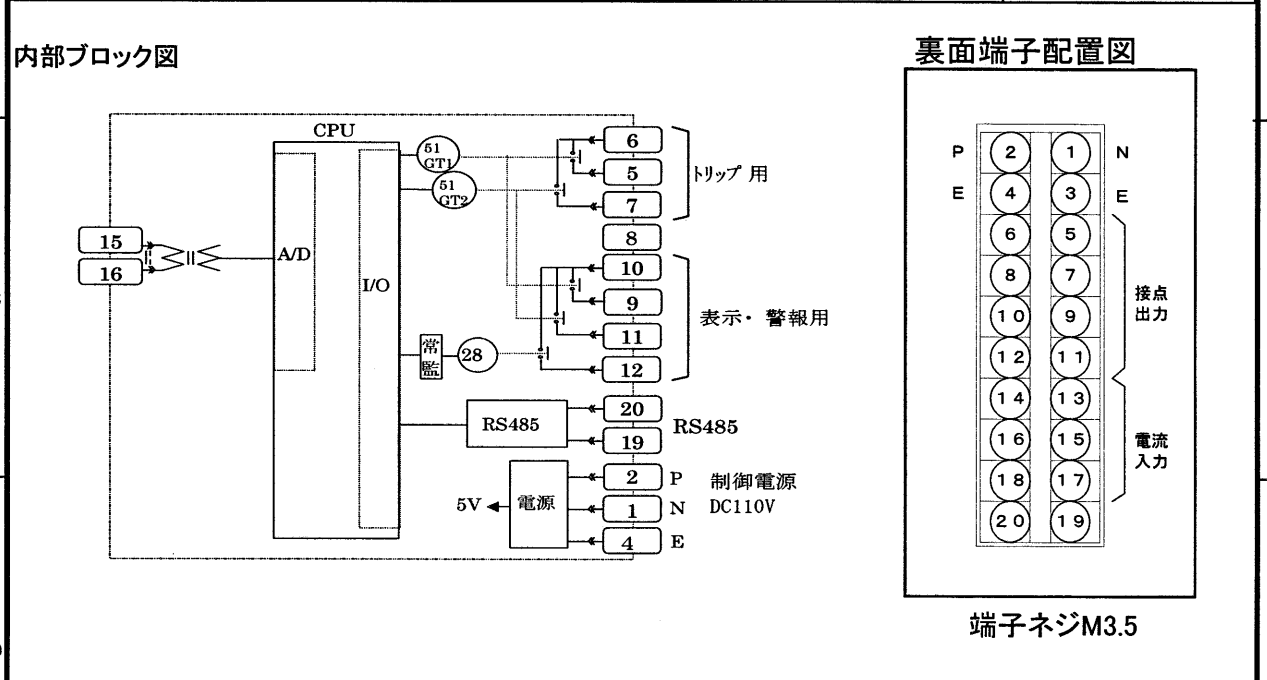 内部ブロック図
CPU
A/D
I/O
15
16
51
GT1
51
GT2
常
監
28
RS485
5V
電源
6
5
7
トリップ 用
8
10
9
11
12
表示・ 警報用
20
19
RS485
2 P
1 N
4 E
制御電源
DC110V
裏面端子配置図
P 2 1 N
E 4 3 E
6 5
8 7
10 9
12 11
14 13
16 15
18 17
20 19
接点
出力
電流
入力
端子ネジM3.5